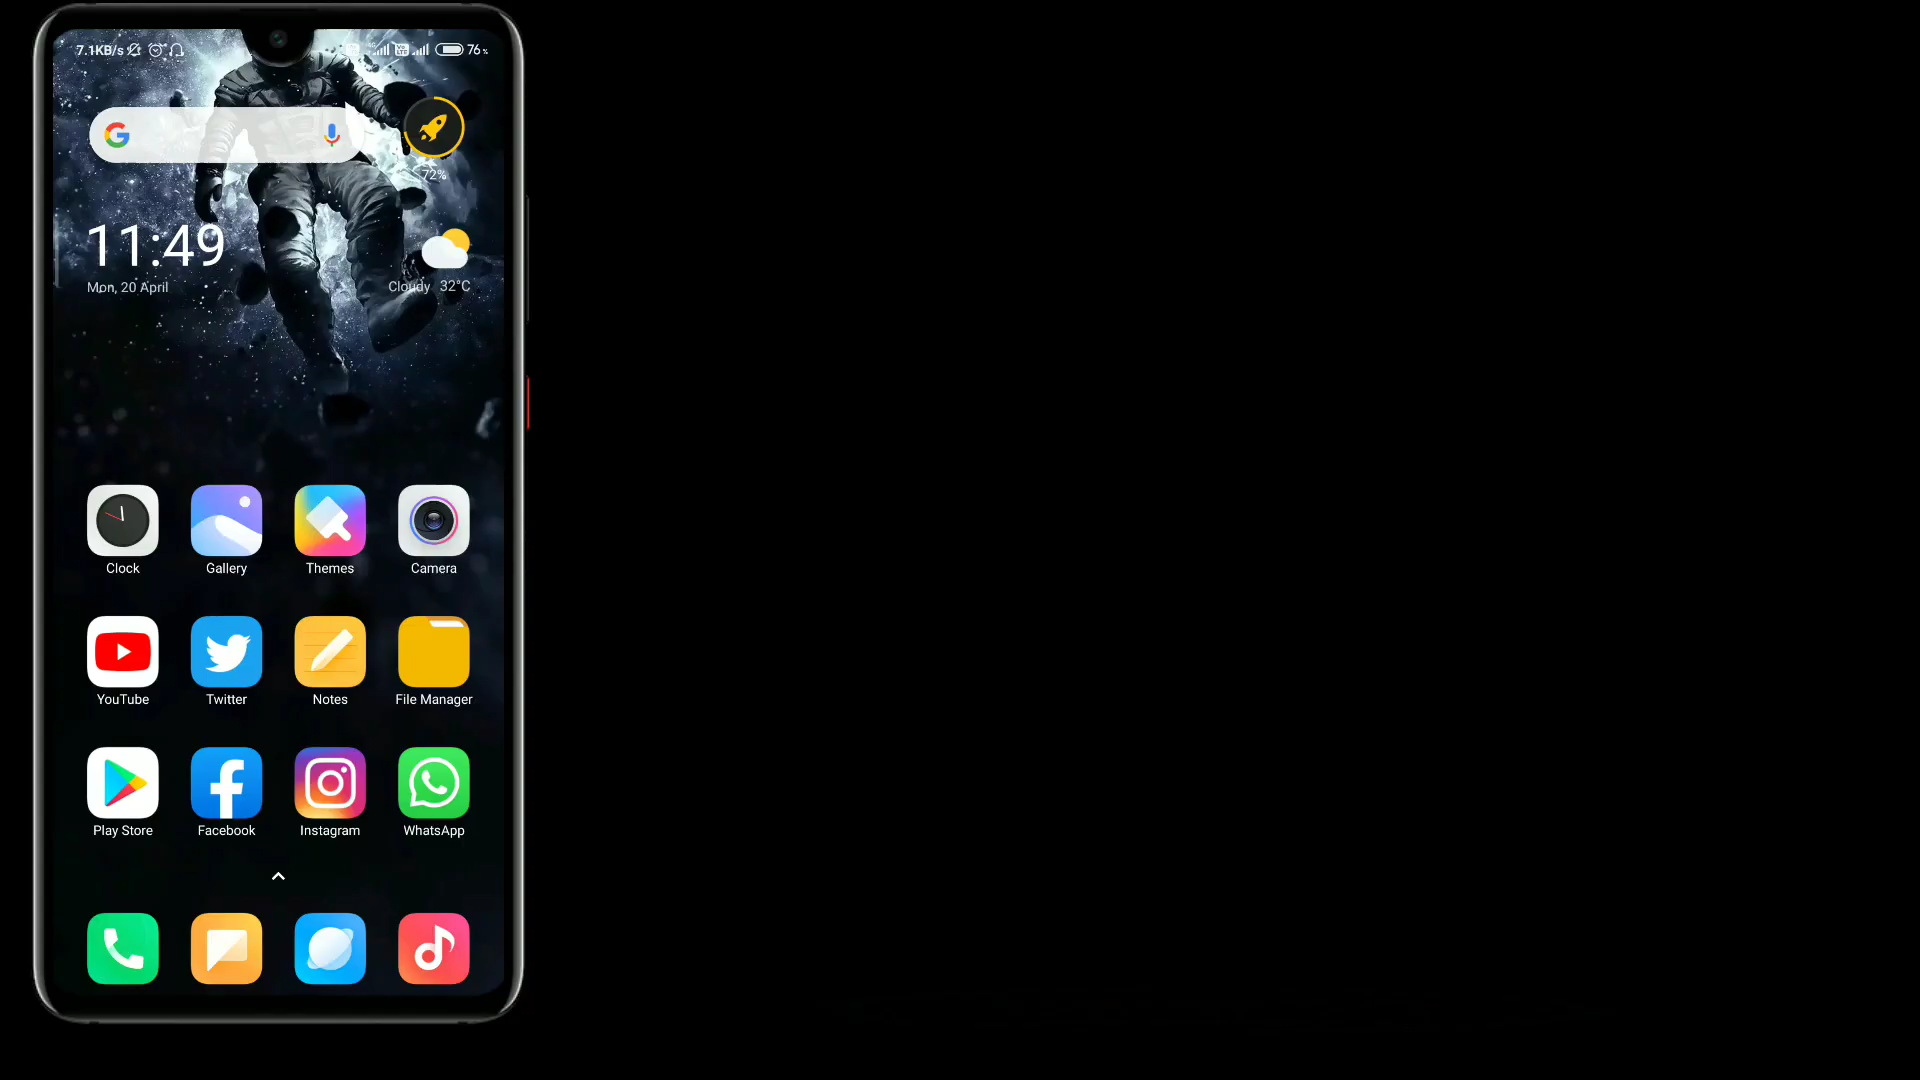 7.1KB/s 76%
72%
11:49
Mon, 20 April
Cloudy 32°C
Clock Gallery Themes Camera
YouTube Twitter Notes File Manager
Play Store Facebook Instagram WhatsApp